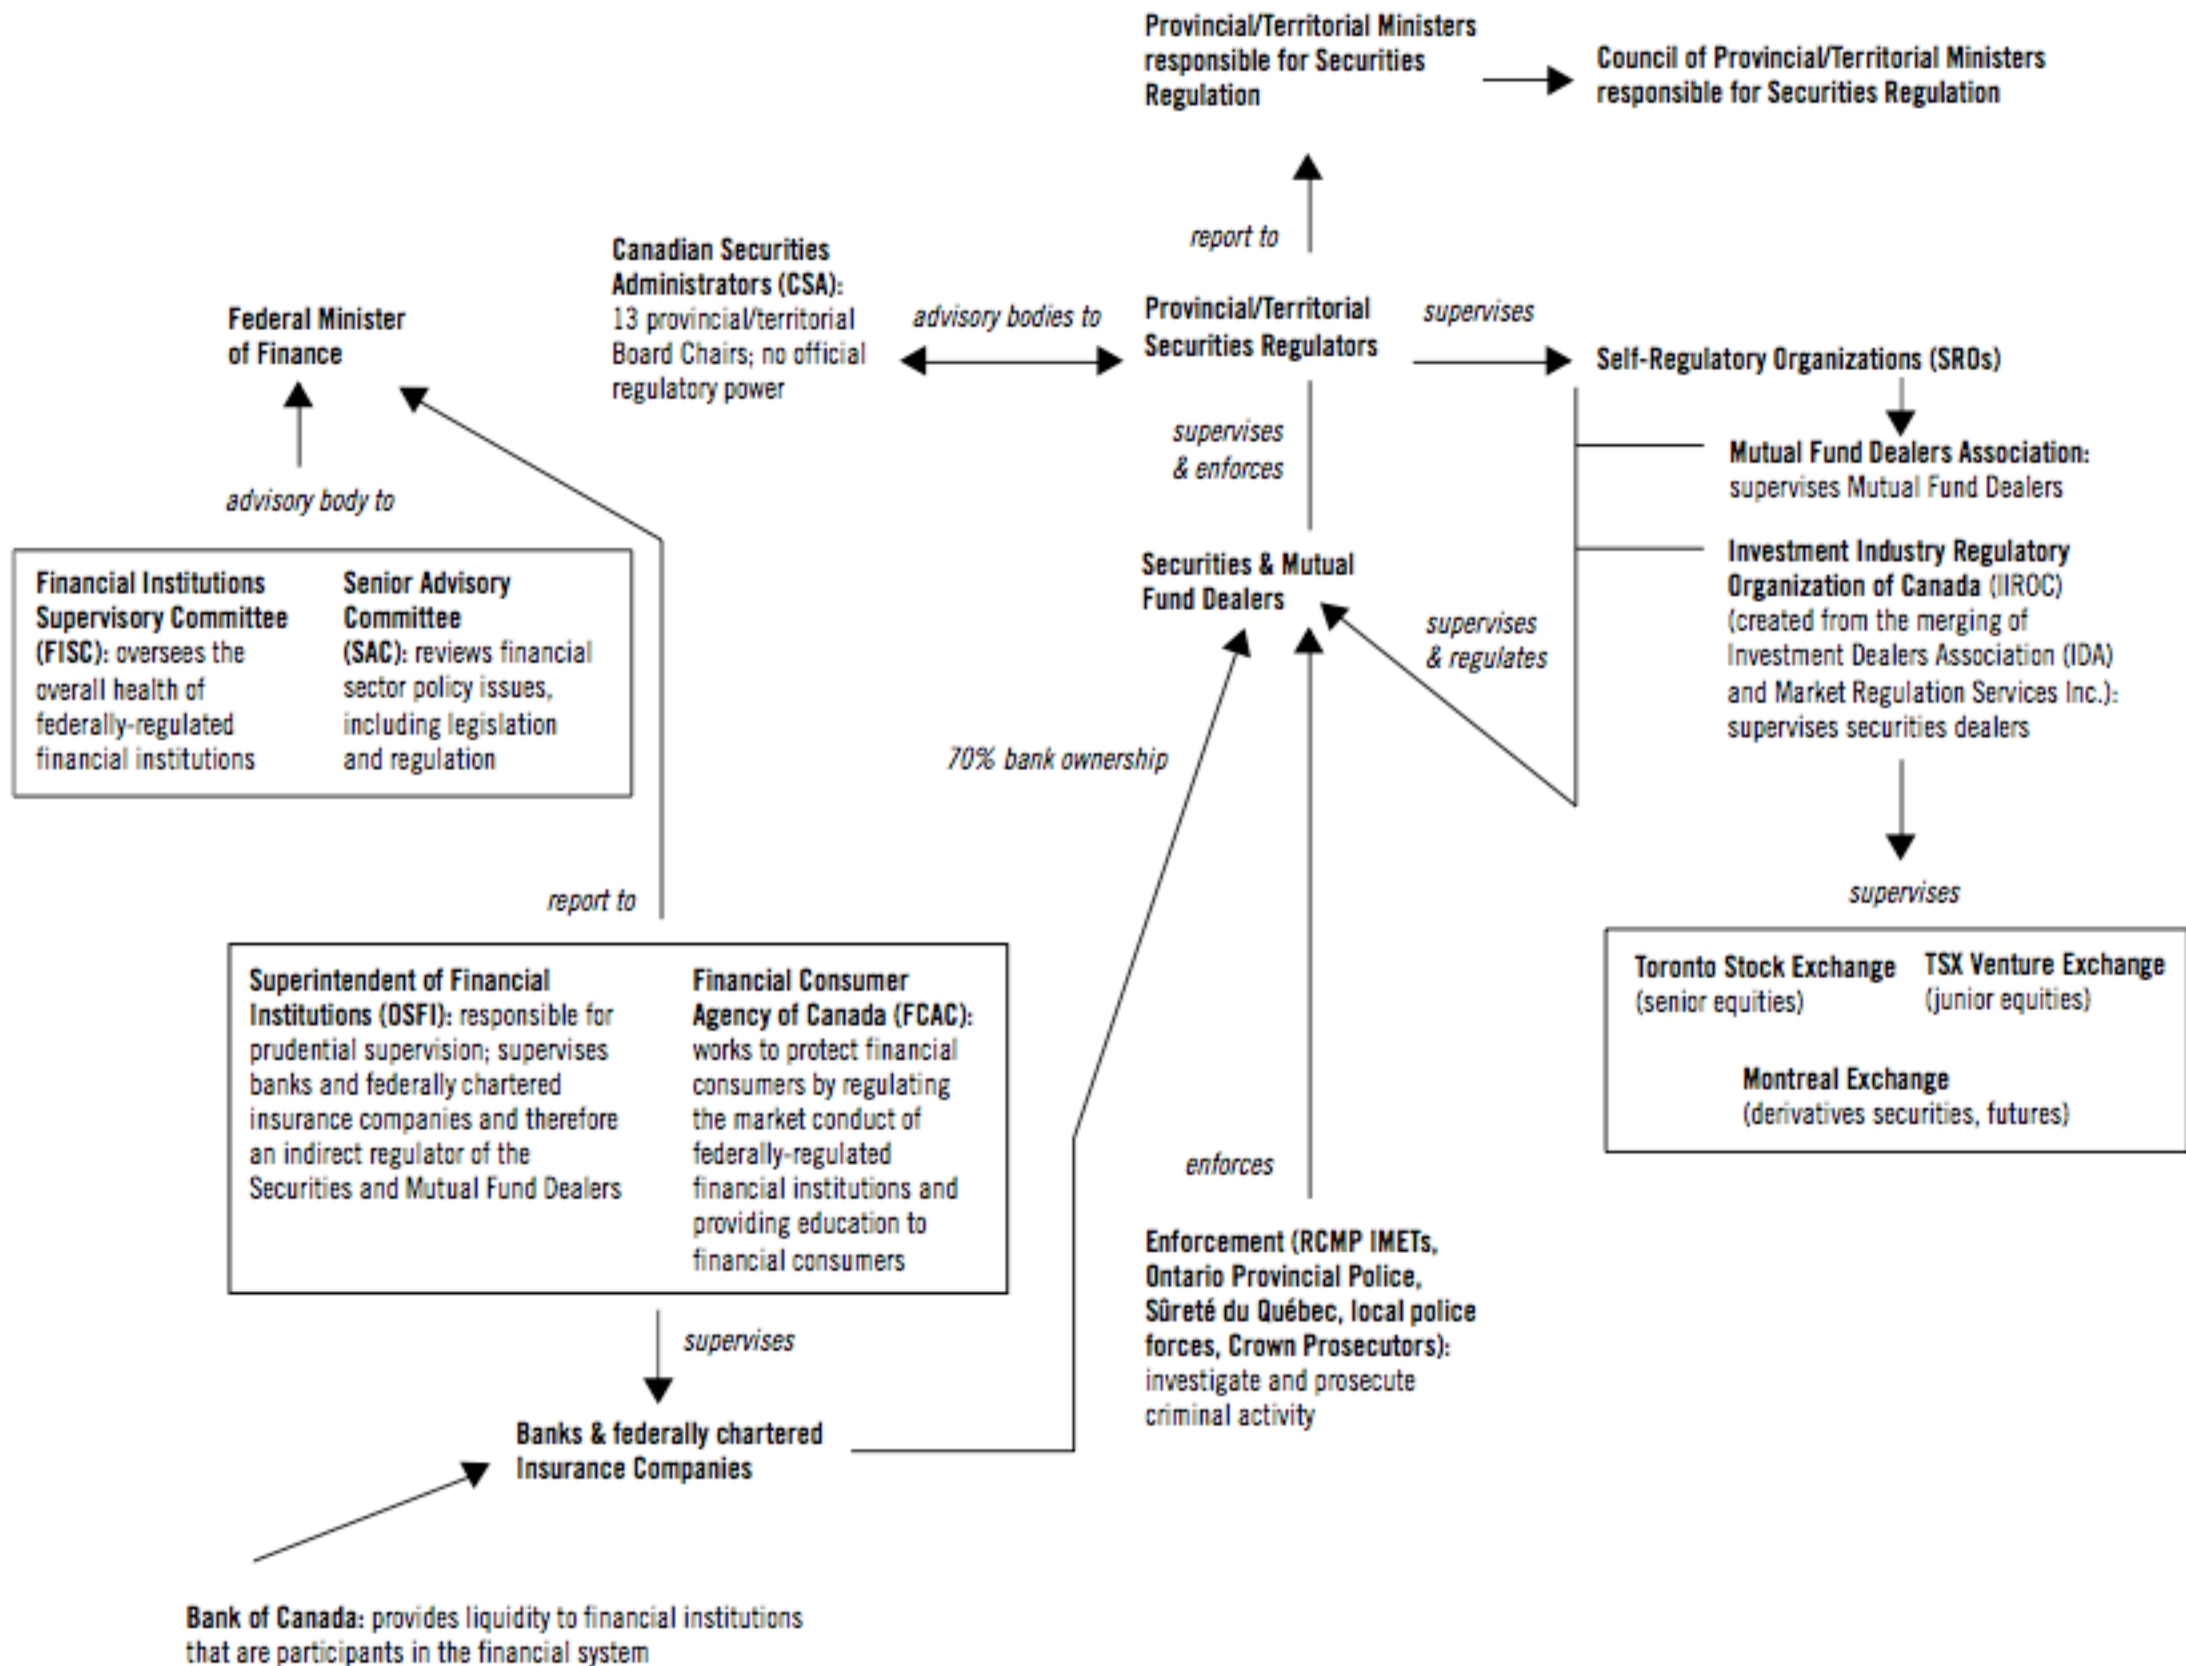 Provincial/Territorial Ministers
responsible for Securities
Regulation
Council of Provincial/Territorial Ministers
responsible for Securities Regulation
report to
Canadian Securities
Administrators (CSA):
13 provincial/territorial
Board Chairs; no official
regulatory power
Federal Minister
of Finance
advisory bodies to
Provincial/Territorial
Securities Regulators
supervises
Self-Regulatory Organizations (SROs)
supervises
& enforces
Mutual Fund Dealers Association:
supervises Mutual Fund Dealers
advisory body to
Financial Institutions
Supervisory Committee
(FISC): oversees the
overall health of
federally-regulated
financial institutions
Senior Advisory
Committee
(SAC): reviews financial
sector policy issues,
including legislation
and regulation
Securities & Mutual
Fund Dealers
Investment Industry Regulatory
Organization of Canada (IIROC)
(created from the merging of
Investment Dealers Association (IDA)
and Market Regulation Services Inc.):
supervises securities dealers
supervises
& regulates
70% bank ownership
report to
supervises
Toronto Stock Exchange
(senior equities)
TSX Venture Exchange
(junior equities)
Montreal Exchange
(derivatives securities, futures)
Superintendent of Financial
Institutions (OSFI): responsible for
prudential supervision; supervises
banks and federally chartered
insurance companies and therefore
an indirect regulator of the
Securities and Mutual Fund Dealers
Financial Consumer
Agency of Canada (FCAC):
works to protect financial
consumers by regulating
the market conduct of
federally-regulated
financial institutions and
providing education to
financial consumers
enforces
Enforcement (RCMP IMETs,
Ontario Provincial Police,
Sûreté du Québec, local police
forces, Crown Prosecutors):
investigate and prosecute
criminal activity
supervises
Banks & federally chartered
Insurance Companies
Bank of Canada: provides liquidity to financial institutions
that are participants in the financial system